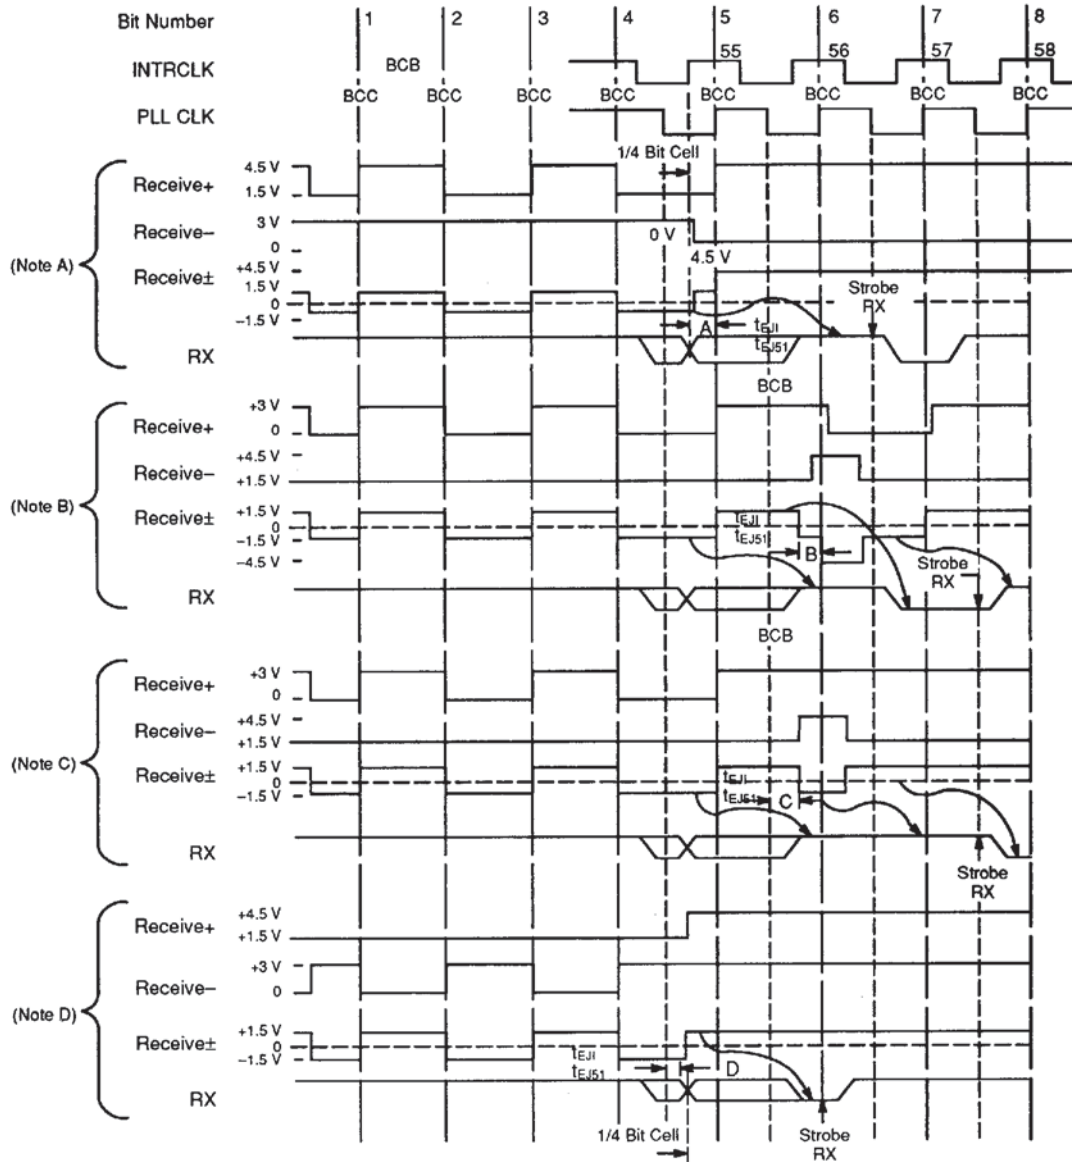 Bit Number 1 2 3 4 5 6 7 8
55 56 57 58
INTRCLK BCB
BCC BCC BCC BCC BCC BCC BCC BCC
PLL CLK
1/4 Bit Cell
4.5 V
Receive+
1.5 V
3 V
Receive–
0 V
0
4.5 V
(Note A)
+4.5 V
Receive±
1.5 V
Strobe
RX
0
–1.5 V
A tEJI
tEJ51
RX
BCB
+3 V
Receive+
0
+4.5 V
Receive–
+1.5 V
(Note B)
+1.5 V
Receive±
0
tEJI
tEJ51
–1.5 V
B
–4.5 V
Strobe
RX
RX
BCB
+3 V
Receive+
0
+4.5 V
Receive–
+1.5 V
(Note C)
+1.5 V
Receive±
0
tEJI
–1.5 V
tEJ51 C
RX
Strobe
RX
+4.5 V
Receive+
+1.5 V
+3 V
Receive–
0
(Note D)
+1.5 V
Receive±
0
–1.5 V
tEJI
tEJ51 D
RX
1/4 Bit Cell
Strobe
RX